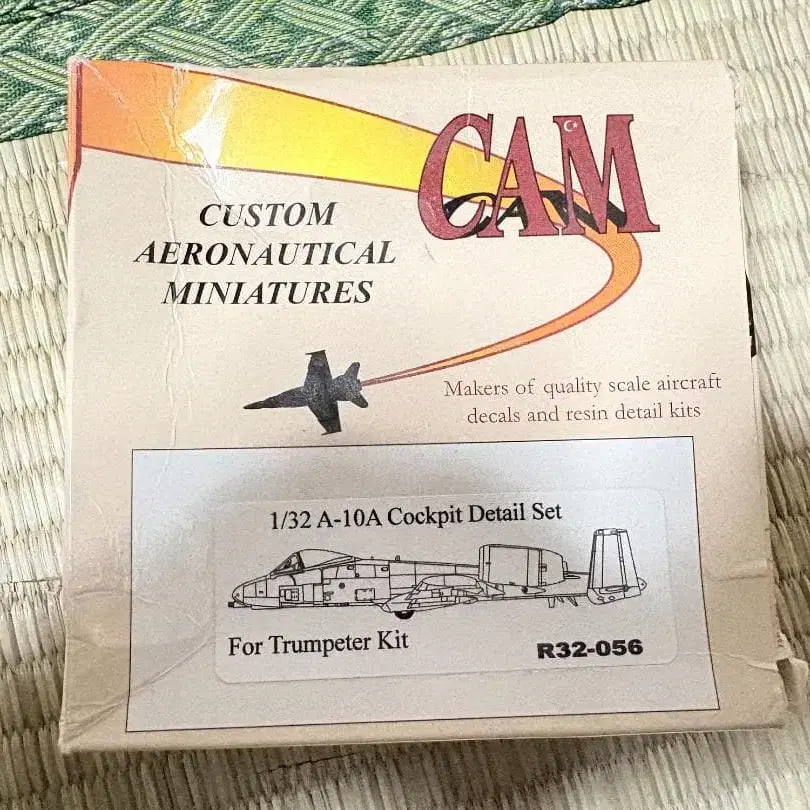 CAM
CAM
CUSTOM
AERONAUTICAL
MINIATURES
Makers of quality scale aircraft
decals and resin detail kits
1/32 A-10A Cockpit Detail Set
For Trumpeter Kit
R32-056